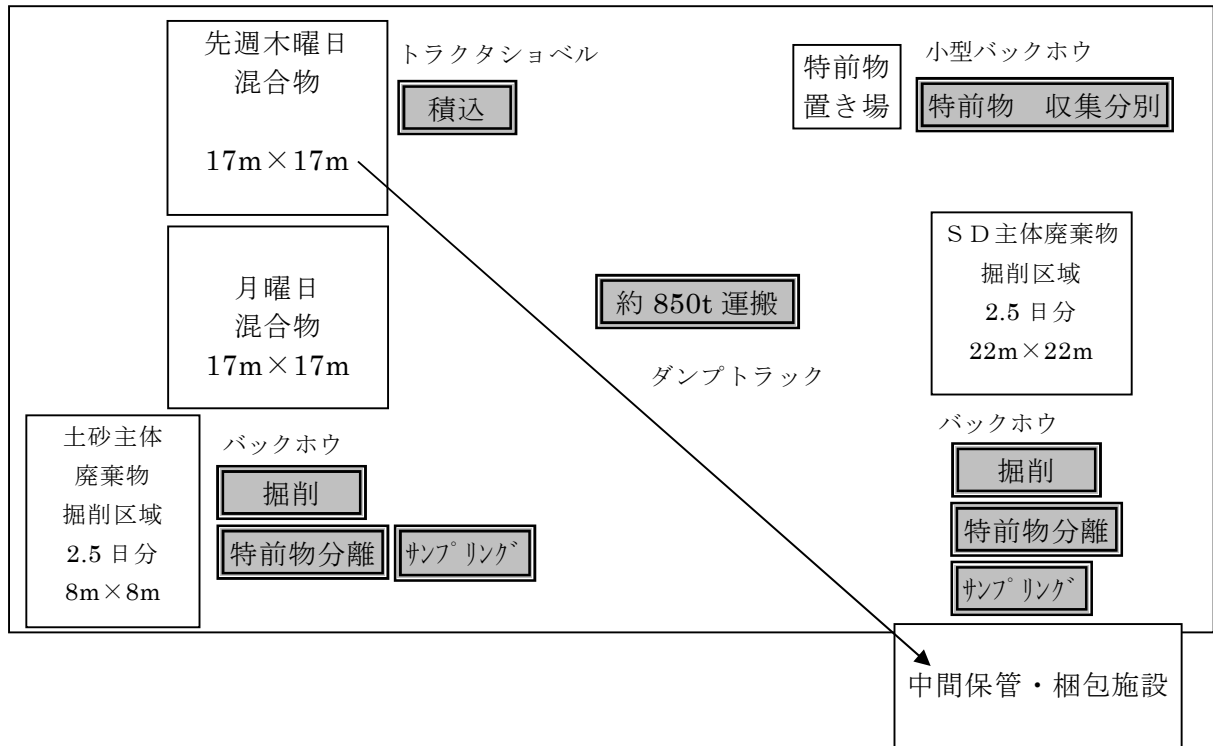 先週木曜日
混合物
17m×17m
トラクタショベル
積込
特前物
置き場
小型バックホウ
特前物　収集分別
月曜日
混合物
17m×17m
約 850t 運搬
ダンプトラック
ＳＤ主体廃棄物
掘削区域
2.5 日分
22m×22m
土砂主体
廃棄物
掘削区域
2.5 日分
8m×8m
バックホウ
掘削
特前物分離
ｻﾝﾌﾟﾘﾝｸﾞ
バックホウ
掘削
特前物分離
ｻﾝﾌﾟﾘﾝｸﾞ
中間保管・梱包施設